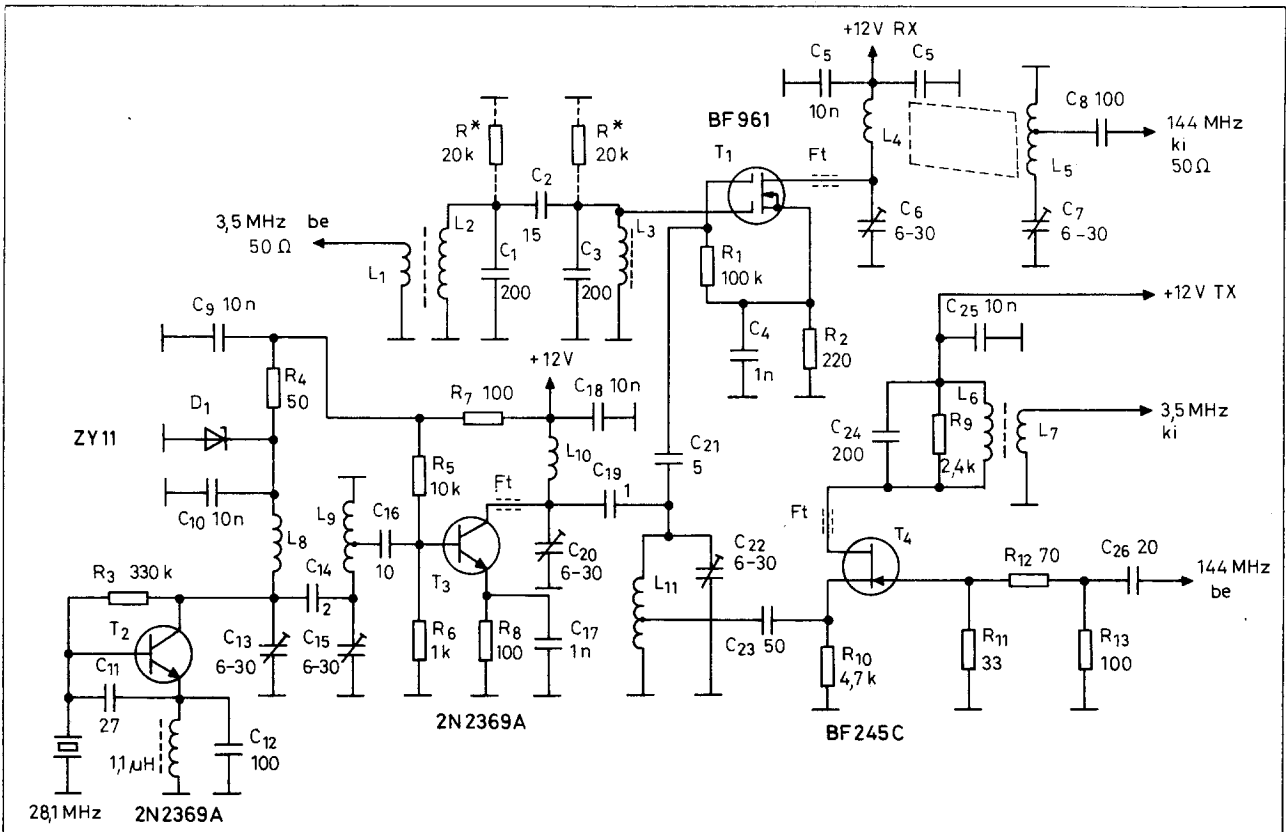 +12V RX
C5
C5
10n
C8 100
144 MHz
ki
50Ω
L4
L5
C6
6-30
C7
6-30
BF961
T1
Ft
R*
20k
R*
20k
C2
15
3,5 MHz be
50 Ω
L1
L2
C1
200
C3
200
L3
R1
100 k
C4
1n
R2
220
+12V TX
C25 10n
C9 10n
R4
50
D1
ZY11
C10 10n
+12V
R7 100
C18 10n
L10
C21
5
C24
200
R9
2,4k
L6
L7
3,5 MHz
ki
R5
10k
Ft
C19
1
L8
L9
C16
10
T3
C20
6-30
C22
6-30
L11
Ft
T4
R12 70
C26 20
144 MHz
be
R3 330 k
C14
2
T2
C13
6-30
C15
6-30
R6
1k
R8
100
C17
1n
C23 50
R10
4,7k
R11
33
R13
100
C11
27
1,1 µH
C12
100
2N2369A
BF245C
28,1 MHz
2N2369A